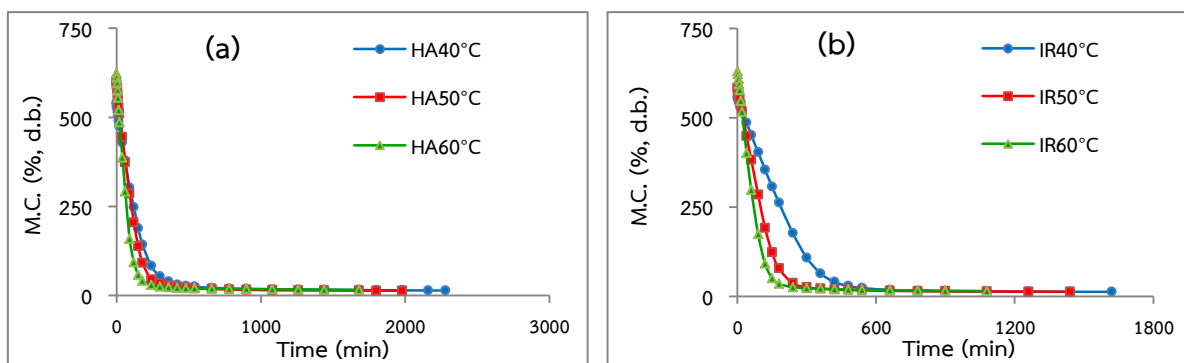 (a)
M.C. (%, d.b.)
750
500
250
0
0 1000 2000 3000
Time (min)
HA40°C
HA50°C
HA60°C
(b)
M.C. (%, d.b.)
750
500
250
0
0 600 1200 1800
Time (min)
IR40°C
IR50°C
IR60°C